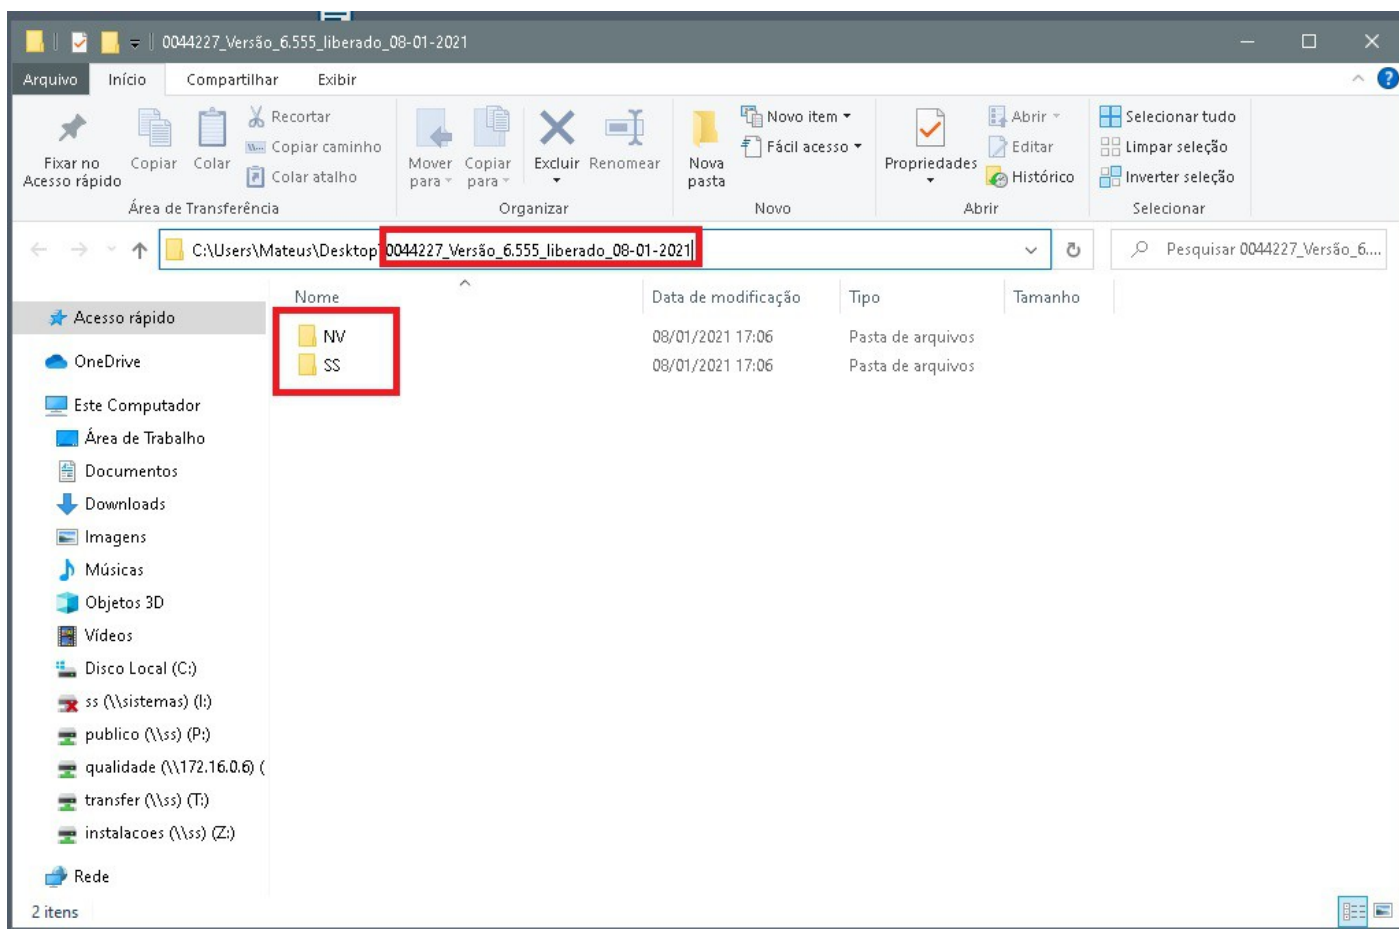 0044227_Versão_6.555_liberado_08-01-2021
Arquivo Início Compartilhar Exibir
Fixar no Acesso rápido
Copiar
Colar
Recortar
Copiar caminho
Colar atalho
Área de Transferência
Mover para
Copiar para
Excluir
Renomear
Organizar
Nova pasta
Novo item
Fácil acesso
Novo
Propriedades
Abrir
Editar
Histórico
Abrir
Selecionar tudo
Limpar seleção
Inverter seleção
Selecionar
C:\Users\Mateus\Desktop\0044227_Versão_6.555_liberado_08-01-2021
Pesquisar 0044227_Versão_6....
Nome Data de modificação Tipo Tamanho
NV 08/01/2021 17:06 Pasta de arquivos
SS 08/01/2021 17:06 Pasta de arquivos
Acesso rápido
OneDrive
Este Computador
Área de Trabalho
Documentos
Downloads
Imagens
Músicas
Objetos 3D
Vídeos
Disco Local (C:)
ss (\\sistemas) (I:)
publico (\\ss) (P:)
qualidade (\\172.16.0.6) (
transfer (\\ss) (T:)
instalacoes (\\ss) (Z:)
Rede
2 itens